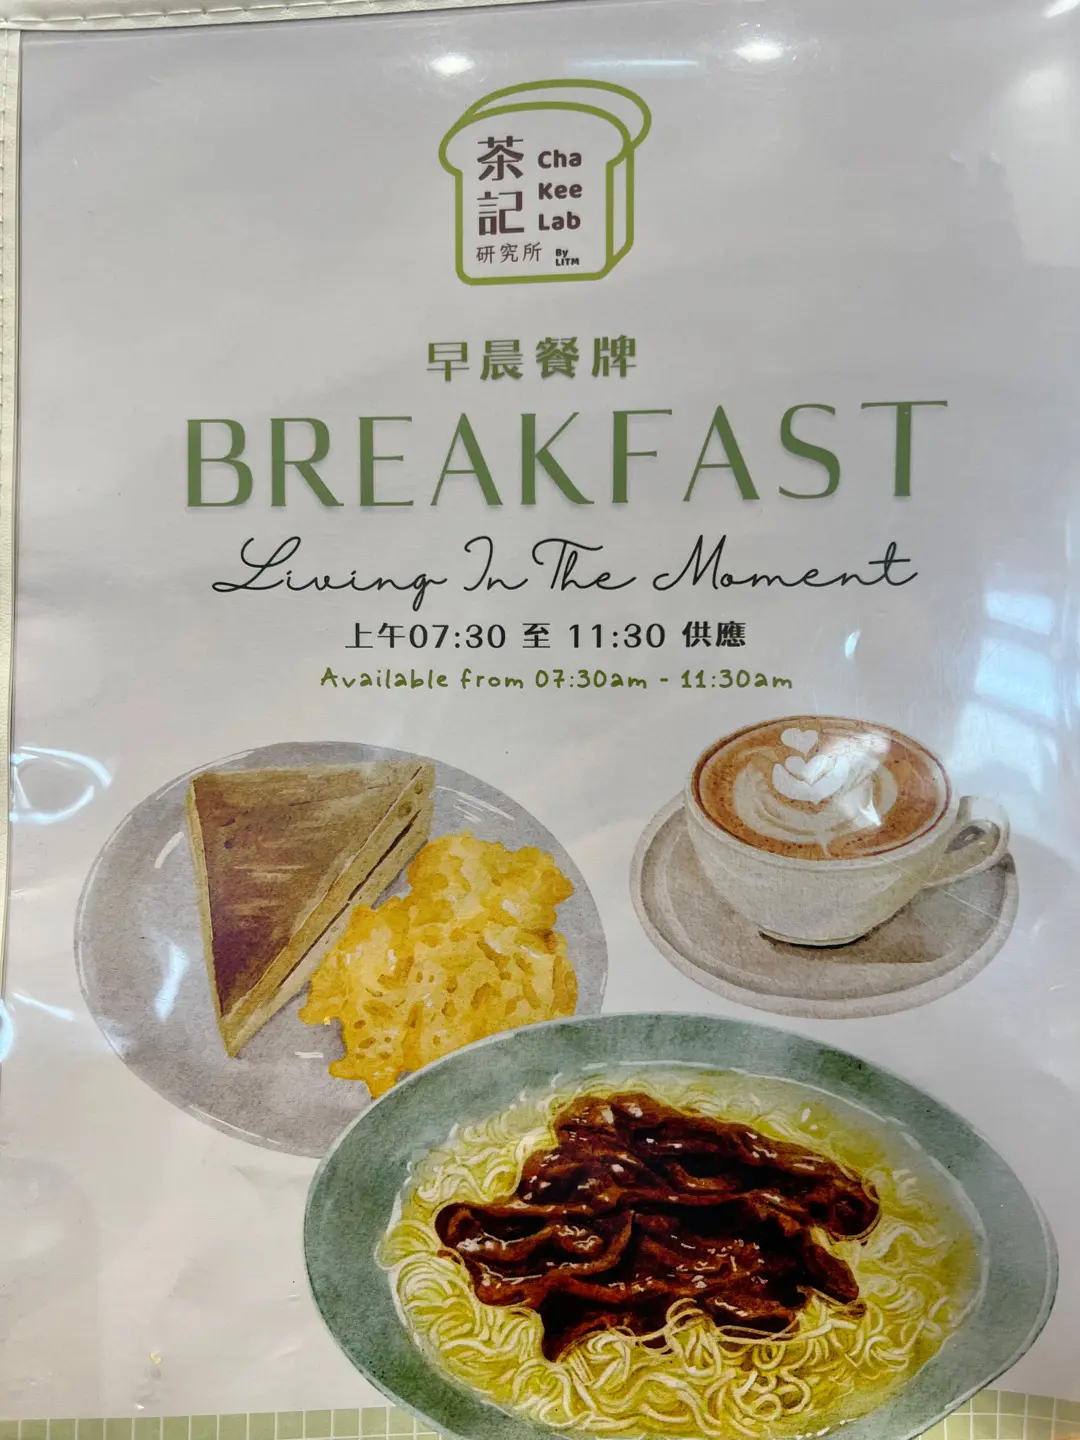 茶記
Cha
Kee
Lab
研究所
By
LITM
早晨餐牌
BREAKFAST
Living In The Moment
上午07:30 至 11:30 供應
Available from 07:30am - 11:30am